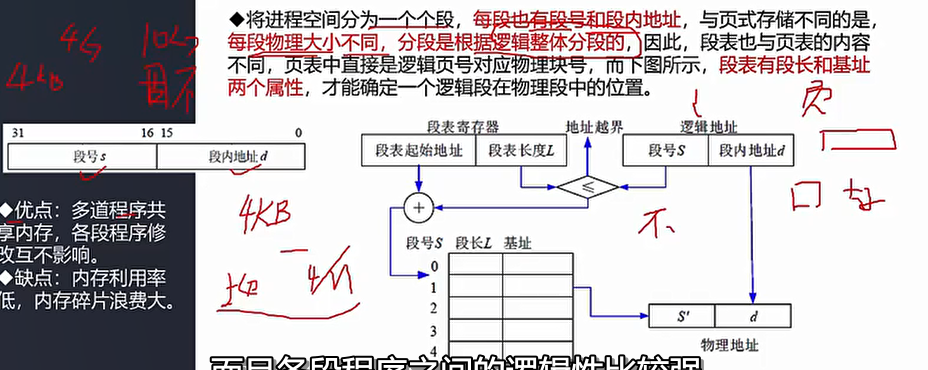 ◆将进程空间分为一个个段，每段也有段号和段内地址，与页式存储不同的是，
每段物理大小不同，分段是根据逻辑整体分段的，因此，段表也与页表的内容
不同，页表中直接是逻辑页号对应物理块号，而下图所示，段表有段长和基址
两个属性，才能确定一个逻辑段在物理段中的位置。
4G
4KB
31 16 15 0
段号s 段内地址d
◆优点：多道程序共
享内存，各段程序修
改互不影响。
◆缺点：内存利用率
低，内存碎片浪费大。
4KB
段表寄存器 地址越界 逻辑地址
段表起始地址 段表长度L 段号S 段内地址d
≤
+
不
段号S 段长L 基址
0
1
2
3
4
S' d
物理地址
而且各段程序之间的逻辑性比较强